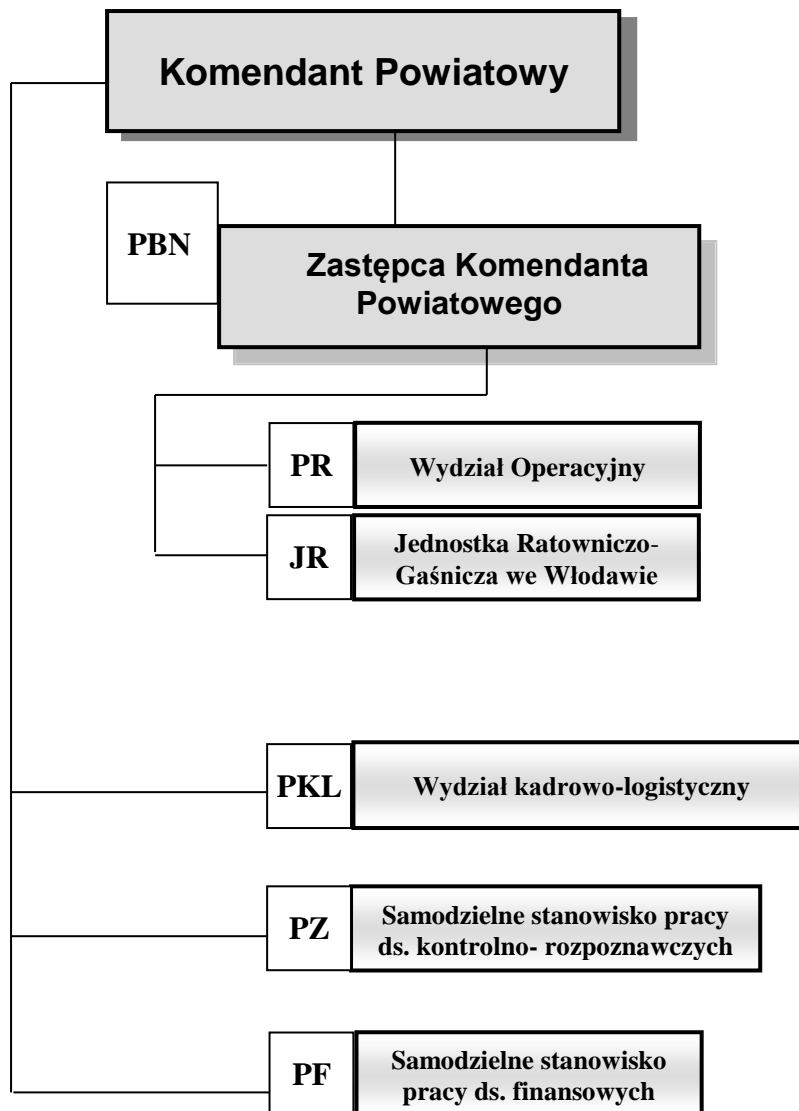 Komendant Powiatowy
PBN
Zastępca Komendanta
Powiatowego
PR
Wydział Operacyjny
JR
Jednostka Ratowniczo-
Gaśnicza we Włodawie
PKL
Wydział kadrowo-logistyczny
PZ
Samodzielne stanowisko pracy
ds. kontrolno- rozpoznawczych
PF
Samodzielne stanowisko
pracy ds. finansowych